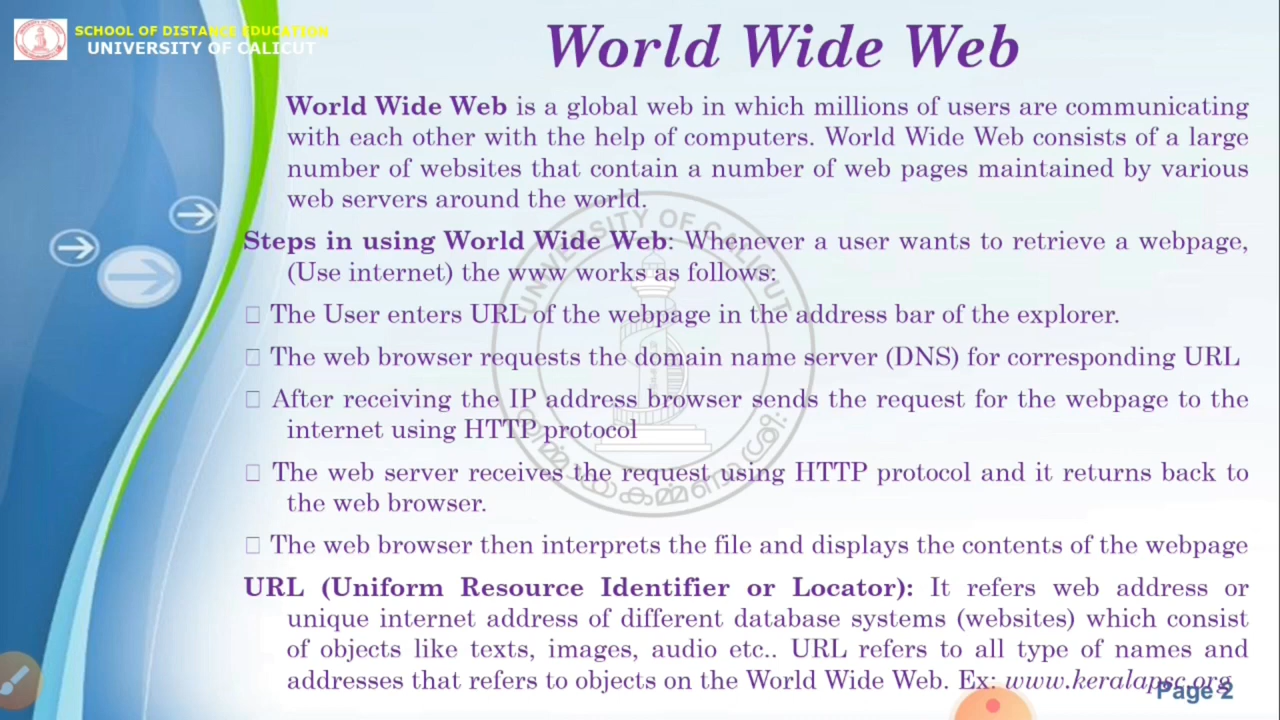 SCHOOL OF DISTANCE EDUCATION
UNIVERSITY OF CALICUT
World Wide Web
World Wide Web is a global web in which millions of users are communicating
with each other with the help of computers. World Wide Web consists of a large
number of websites that contain a number of web pages maintained by various
web servers around the world.
Steps in using World Wide Web: Whenever a user wants to retrieve a webpage,
(Use internet) the www works as follows:
□ The User enters URL of the webpage in the address bar of the explorer.
□ The web browser requests the domain name server (DNS) for corresponding URL
□ After receiving the IP address browser sends the request for the webpage to the
internet using HTTP protocol
□ The web server receives the request using HTTP protocol and it returns back to
the web browser.
□ The web browser then interprets the file and displays the contents of the webpage
URL (Uniform Resource Identifier or Locator): It refers web address or
unique internet address of different database systems (websites) which consist
of objects like texts, images, audio etc.. URL refers to all type of names and
addresses that refers to objects on the World Wide Web. Ex: www.keralapsc.org
Page 2
UNIVERSITY OF CALICUT